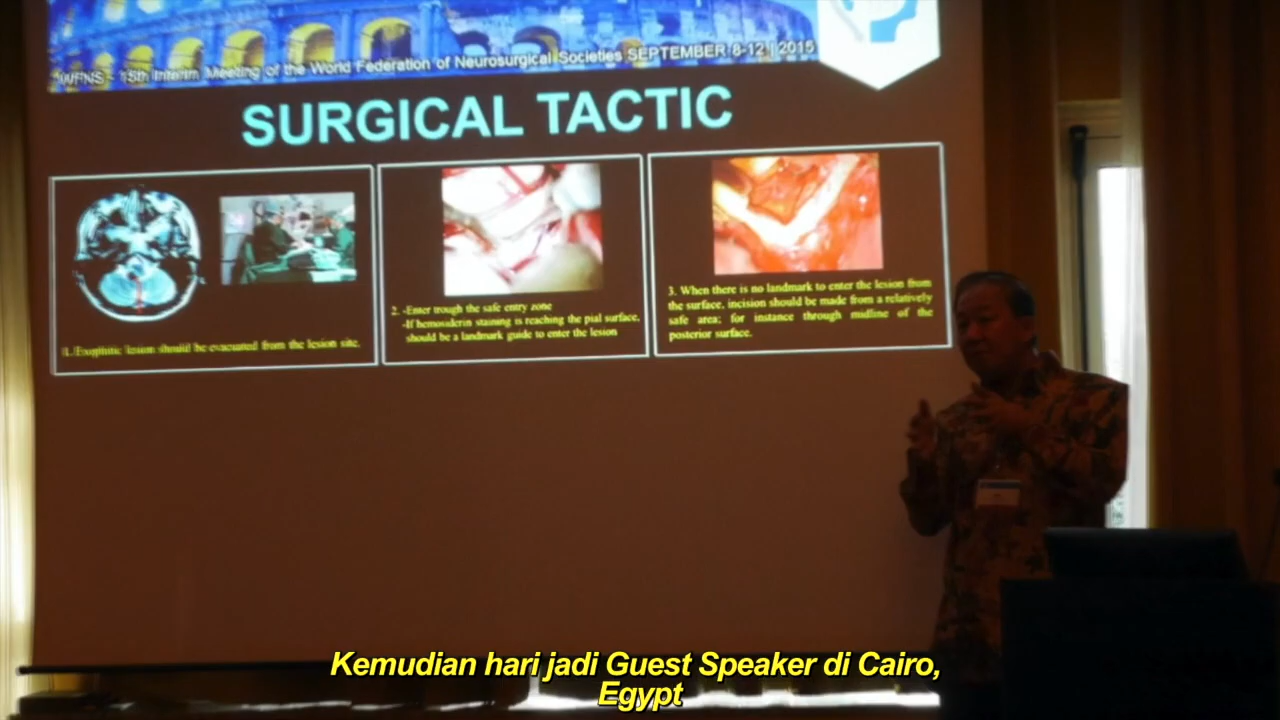 WFNS - 15th Interim Meeting of the World Federation of Neurosurgical Societies SEPTEMBER 8-12 | 2015
SURGICAL TACTIC
1. Exophitic lesion should be evacuated from the lesion site.
2. -Enter trough the safe entry zone
-If hemosiderin staining is reaching the pial surface,
should be a landmark guide to enter the lesion
3. When there is no landmark to enter the lesion from
the surface, incision should be made from a relatively
safe area; for instance through midline of the
posterior surface.
Kemudian hari jadi Guest Speaker di Cairo,
Egypt